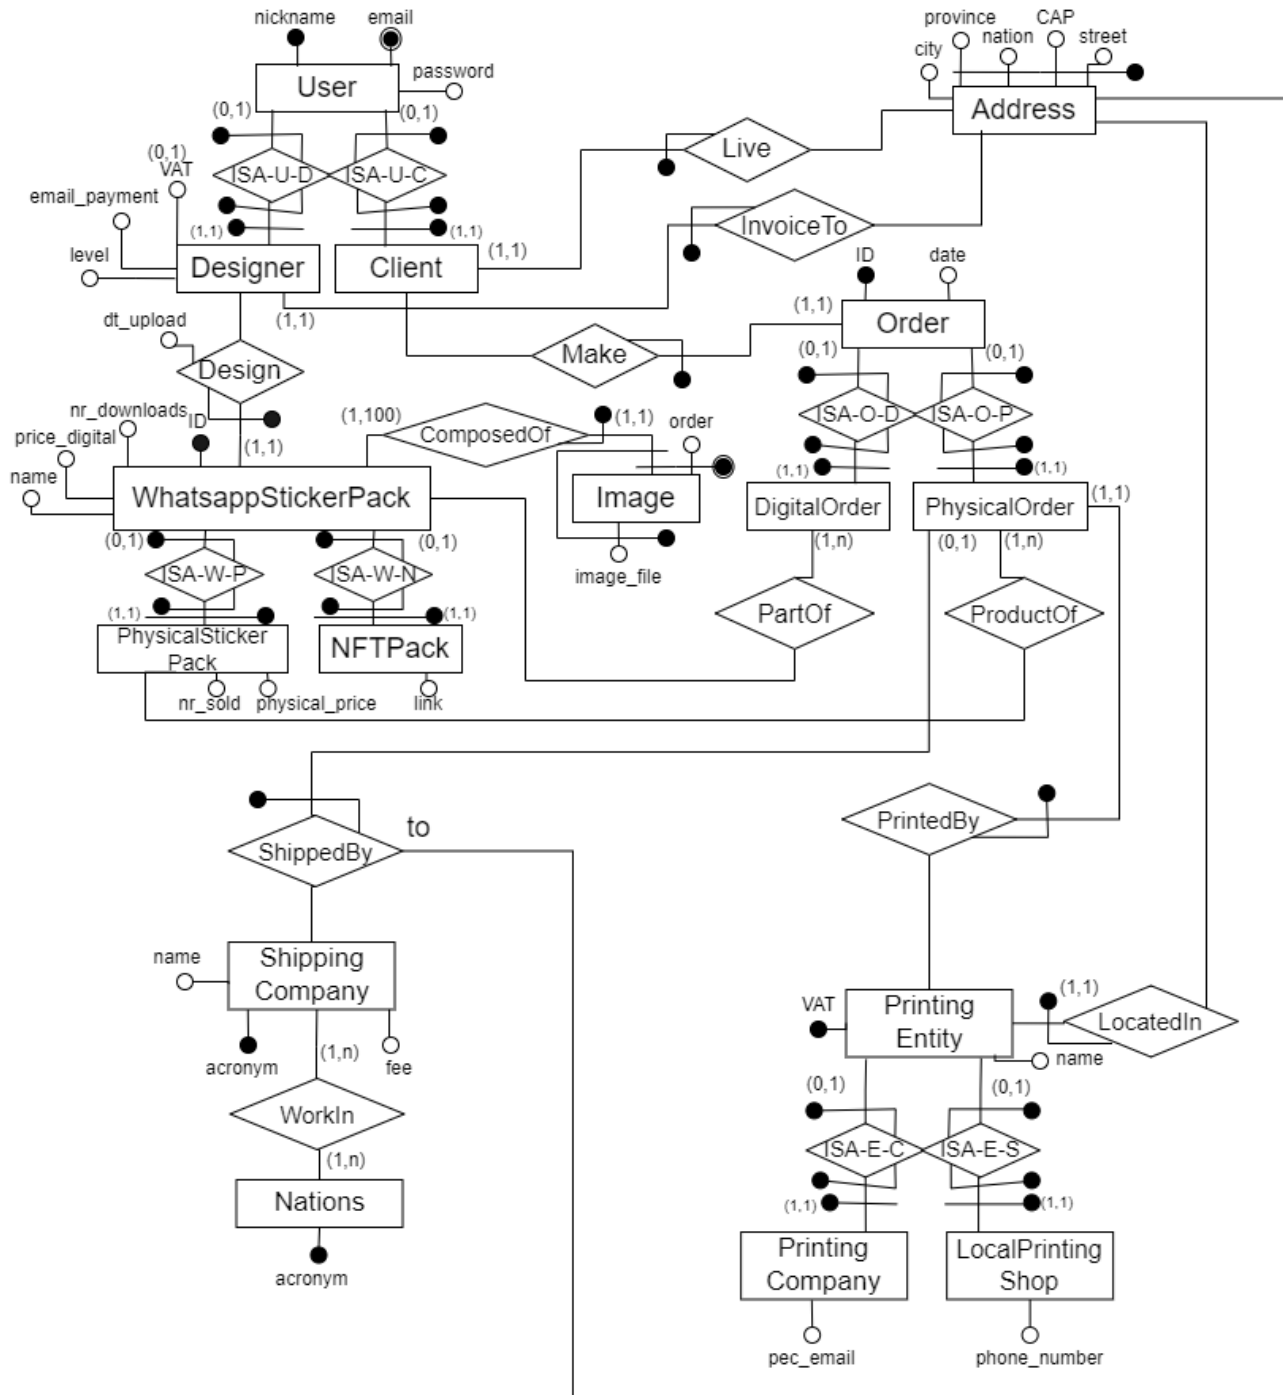 nickname
email
province
CAP
city
nation
street
User
password
Address
(0,1)
(0,1)
(0,1)
VAT
ISA-U-D
ISA-U-C
Live
email_payment
InvoiceTo
level
(1,1)
(1,1)
Designer
Client
(1,1)
ID
date
dt_upload
(1,1)
(1,1)
Order
Design
Make
(0,1)
(0,1)
nr_downloads
ID
(1,100)
ComposedOf
(1,1)
order
ISA-O-D
ISA-O-P
price_digital
(1,1)
name
(1,1)
(1,1)
WhatsappStickerPack
Image
DigitalOrder
PhysicalOrder
(1,1)
(0,1)
(0,1)
(1,n)
(0,1)
(1,n)
ISA-W-P
ISA-W-N
image_file
(1,1)
(1,1)
PartOf
ProductOf
PhysicalSticker
Pack
NFTPack
nr_sold
physical_price
link
to
ShippedBy
PrintedBy
name
Shipping
Company
VAT
Printing
Entity
(1,1)
LocatedIn
acronym
(1,n)
fee
name
(0,1)
(0,1)
WorkIn
ISA-E-C
ISA-E-S
(1,n)
Nations
(1,1)
(1,1)
acronym
Printing
Company
LocalPrinting
Shop
pec_email
phone_number